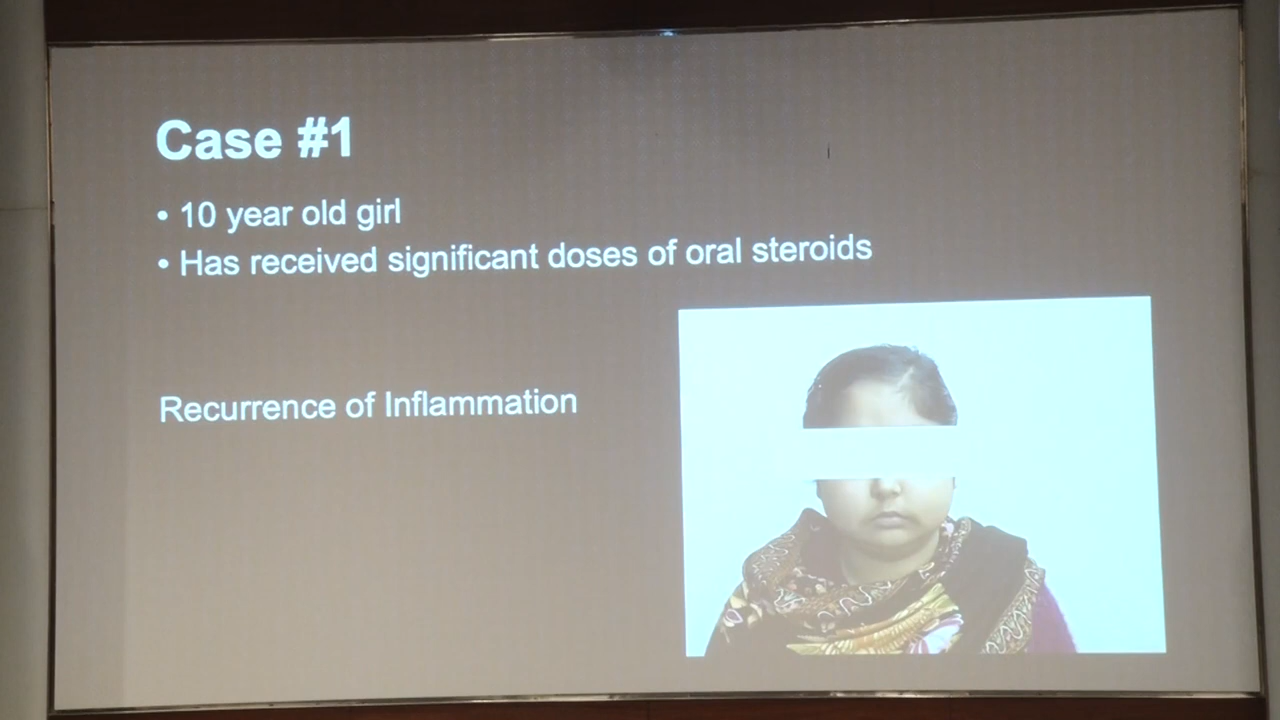 Case #1
• 10 year old girl
• Has received significant doses of oral steroids
Recurrence of Inflammation